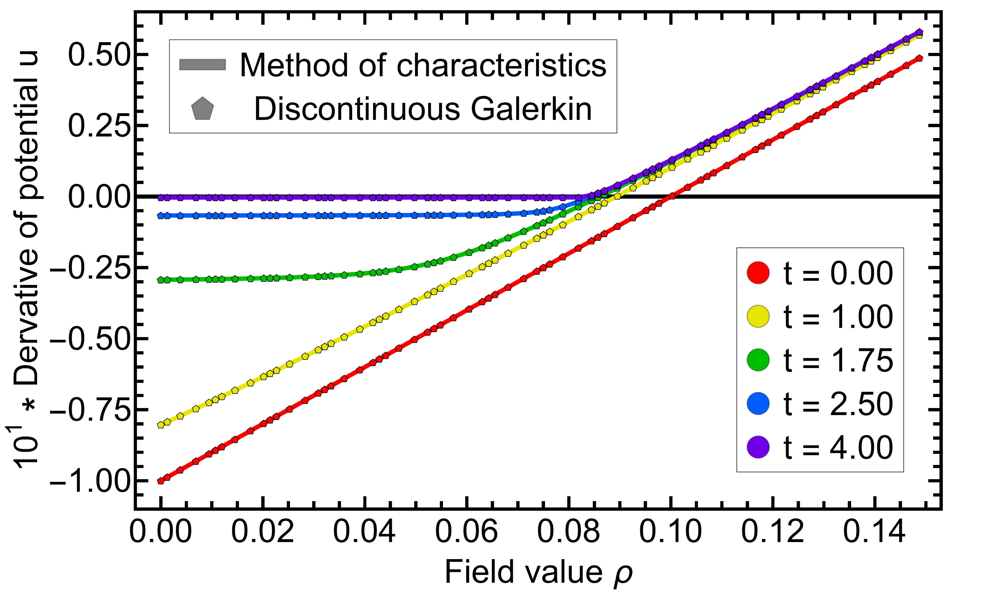 10¹ * Dervative of potential u
0.50
0.25
0.00
−0.25
−0.50
−0.75
−1.00
Method of characteristics
Discontinuous Galerkin
t = 0.00
t = 1.00
t = 1.75
t = 2.50
t = 4.00
0.00 0.02 0.04 0.06 0.08 0.10 0.12 0.14
Field value ρ